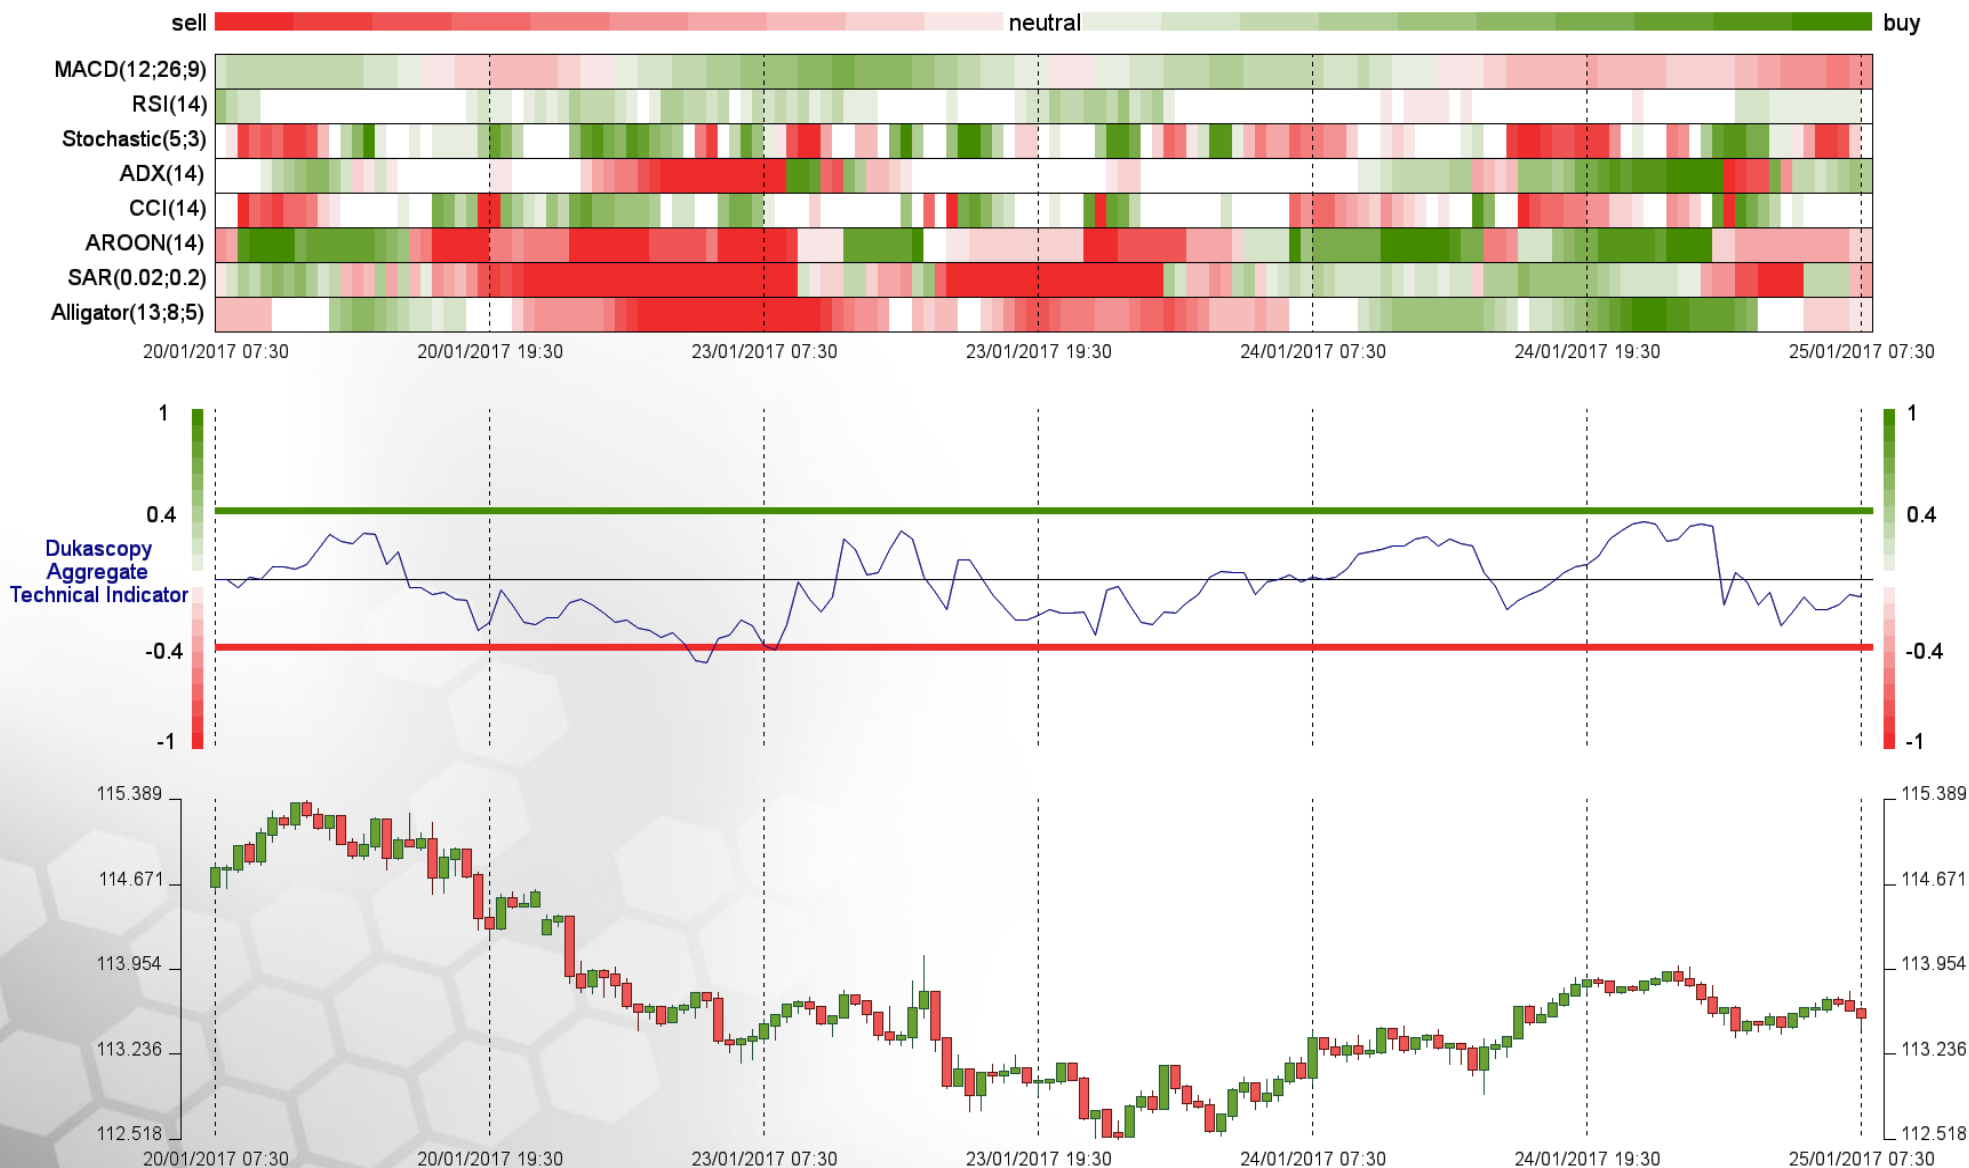 sell neutral buy
MACD(12;26;9)
RSI(14)
Stochastic(5;3)
ADX(14)
CCI(14)
AROON(14)
SAR(0.02;0.2)
Alligator(13;8;5)
20/01/2017 07:30 20/01/2017 19:30 23/01/2017 07:30 23/01/2017 19:30 24/01/2017 07:30 24/01/2017 19:30 25/01/2017 07:30
1 1
0.4 0.4
Dukascopy
Aggregate
Technical Indicator
-0.4 -0.4
-1 -1
115.389 115.389
114.671 114.671
113.954 113.954
113.236 113.236
112.518 112.518
20/01/2017 07:30 20/01/2017 19:30 23/01/2017 07:30 23/01/2017 19:30 24/01/2017 07:30 24/01/2017 19:30 25/01/2017 07:30